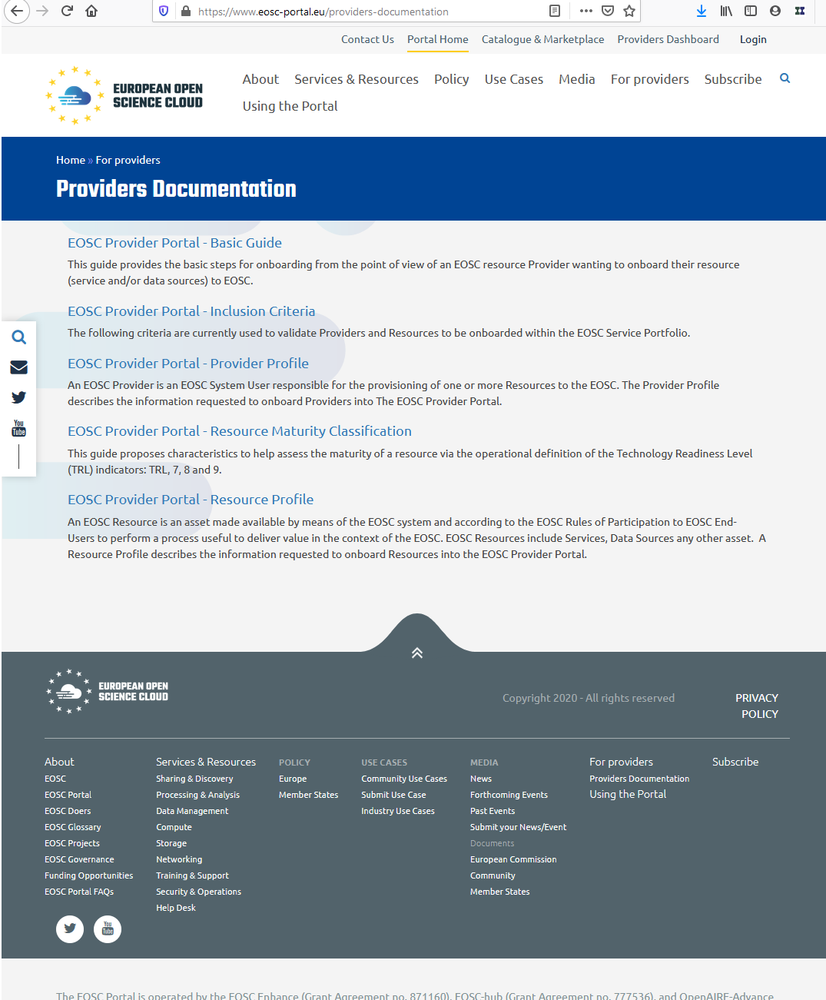 https://www.eosc-portal.eu/providers-documentation
Contact Us Portal Home Catalogue & Marketplace Providers Dashboard Login
EUROPEAN OPEN
SCIENCE CLOUD
About Services & Resources Policy Use Cases Media For providers Subscribe
Using the Portal
Home » For providers
Providers Documentation
EOSC Provider Portal - Basic Guide
This guide provides the basic steps for onboarding from the point of view of an EOSC resource Provider wanting to onboard their resource
(service and/or data sources) to EOSC.
EOSC Provider Portal - Inclusion Criteria
The following criteria are currently used to validate Providers and Resources to be onboarded within the EOSC Service Portfolio.
EOSC Provider Portal - Provider Profile
An EOSC Provider is an EOSC System User responsible for the provisioning of one or more Resources to the EOSC. The Provider Profile
describes the information requested to onboard Providers into The EOSC Provider Portal.
You
Tube
EOSC Provider Portal - Resource Maturity Classification
This guide proposes characteristics to help assess the maturity of a resource via the operational definition of the Technology Readiness Level
(TRL) indicators: TRL, 7, 8 and 9.
EOSC Provider Portal - Resource Profile
An EOSC Resource is an asset made available by means of the EOSC system and according to the EOSC Rules of Participation to EOSC End-
Users to perform a process useful to deliver value in the context of the EOSC. EOSC Resources include Services, Data Sources any other asset. A
Resource Profile describes the information requested to onboard Resources into the EOSC Provider Portal.
EUROPEAN OPEN
SCIENCE CLOUD
Copyright 2020 - All rights reserved
PRIVACY
POLICY
About
EOSC
EOSC Portal
EOSC Doers
EOSC Glossary
EOSC Projects
EOSC Governance
Funding Opportunities
EOSC Portal FAQs
Services & Resources
Sharing & Discovery
Processing & Analysis
Data Management
Compute
Storage
Networking
Training & Support
Security & Operations
Help Desk
POLICY
Europe
Member States
USE CASES
Community Use Cases
Submit Use Case
Industry Use Cases
MEDIA
News
Forthcoming Events
Past Events
Submit your News/Event
Documents
European Commission
Community
Member States
For providers
Providers Documentation
Using the Portal
Subscribe
You
Tube
The EOSC Portal is operated by the EOSC Enhance (Grant Agreement no. 871160), EOSC-hub (Grant Agreement no. 777536), and OpenAIRE-Advance